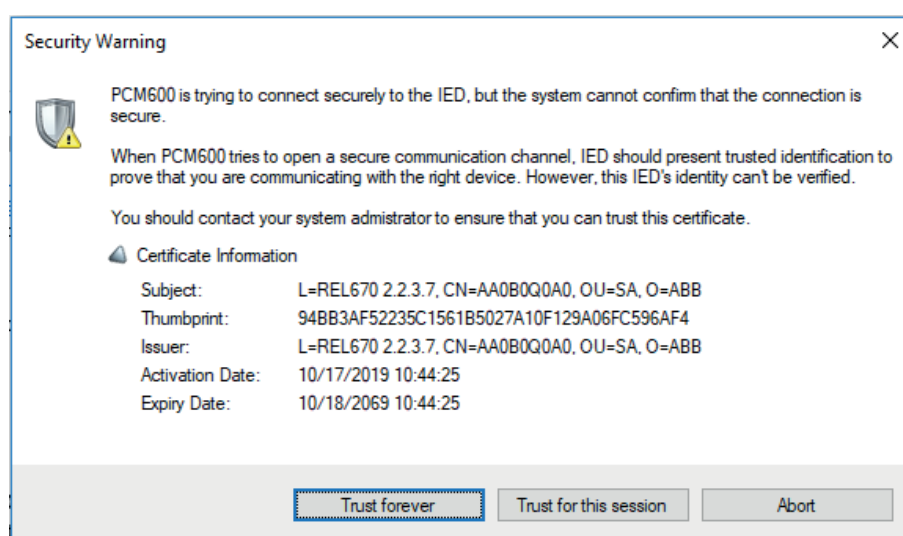 Security Warning
PCM600 is trying to connect securely to the IED, but the system cannot confirm that the connection is
secure.
When PCM600 tries to open a secure communication channel, IED should present trusted identification to
prove that you are communicating with the right device. However, this IED's identity can't be verified.
You should contact your system admistrator to ensure that you can trust this certificate.
Certificate Information
Subject: L=REL670 2.2.3.7, CN=AA0B0Q0A0, OU=SA, O=ABB
Thumbprint: 94BB3AF52235C1561B5027A10F129A06FC596AF4
Issuer: L=REL670 2.2.3.7, CN=AA0B0Q0A0, OU=SA, O=ABB
Activation Date: 10/17/2019 10:44:25
Expiry Date: 10/18/2069 10:44:25
Trust forever Trust for this session Abort